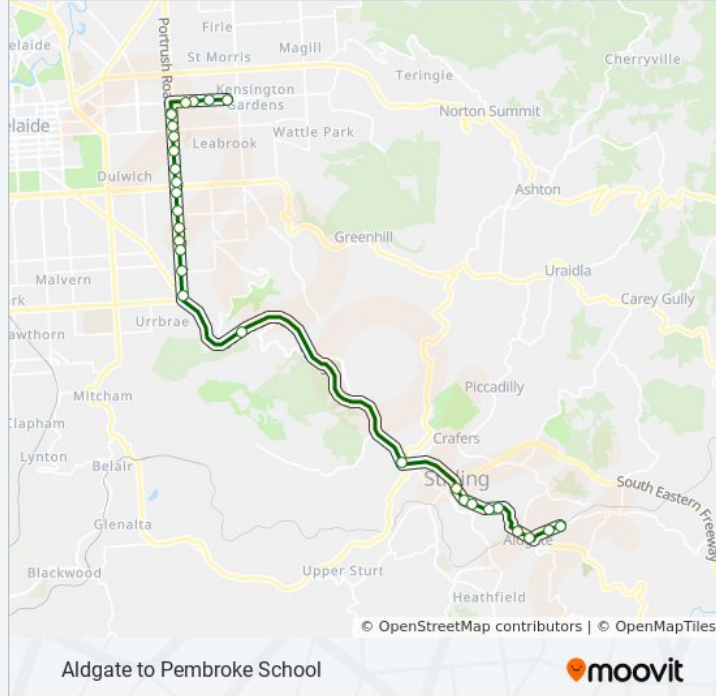 Firle
Magill
St Morris
Cherryville
elaide
Portrush Roa
Teringie
Kensington
Gardens
Norton Summit
elaide
Wattle Park
Leabrook
Dulwich
Ashton
Greenhill
Uraidla
Malvern
Carey Gully
ark
Urrbrae
awthorn
Piccadilly
Mitcham
Clapham
Crafers
Lynton
Belair
Stirling
South Eastern Freeway
Glenalta
Aldgate
Upper Sturt
Blackwood
Heathfield
© OpenStreetMap contributors | © OpenMapTiles
Aldgate to Pembroke School
moovit